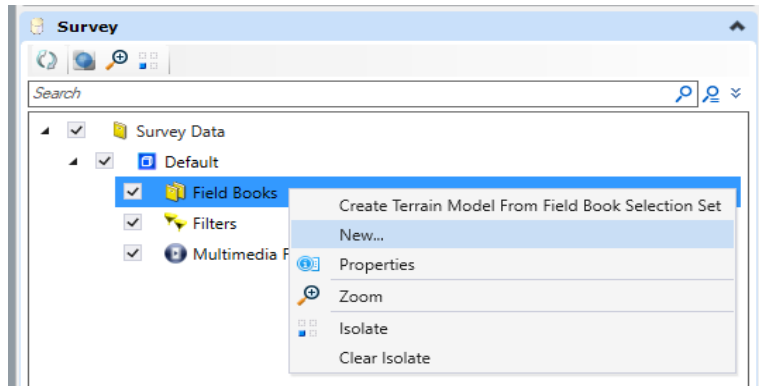 Survey
Search
Survey Data
Default
Field Books
Filters
Multimedia F
Create Terrain Model From Field Book Selection Set
New...
Properties
Zoom
Isolate
Clear Isolate